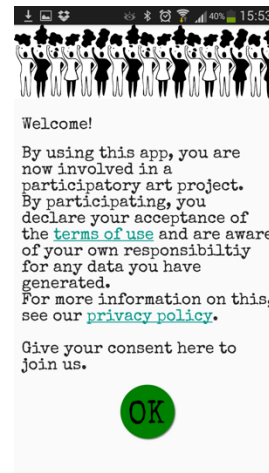 40% 15:53
Welcome!
By using this app, you are
now involved in a
participatory art project.
By participating, you
declare your acceptance of
the terms of use and are aware
of your own responsibiltiy
for any data you have
generated.
For more information on this,
see our privacy policy.
Give your consent here to
join us.
OK